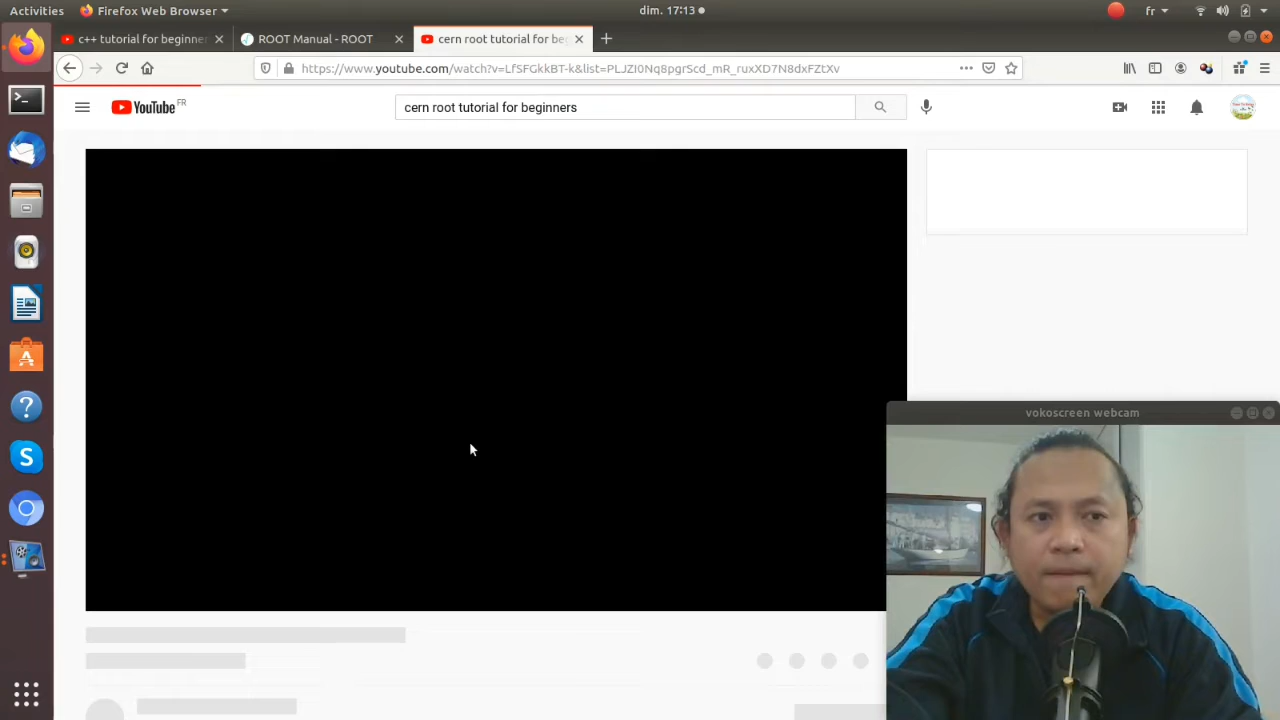 Activities
Firefox Web Browser
dim. 17:13
fr
c++ tutorial for beginner
ROOT Manual - ROOT
cern root tutorial for be
https://www.youtube.com/watch?v=LfSFGkkBT-k&list=PLJZI0Nq8pgrScd_mR_ruxXD7N8dxFZtXv
YouTube FR
cern root tutorial for beginners
vokoscreen webcam